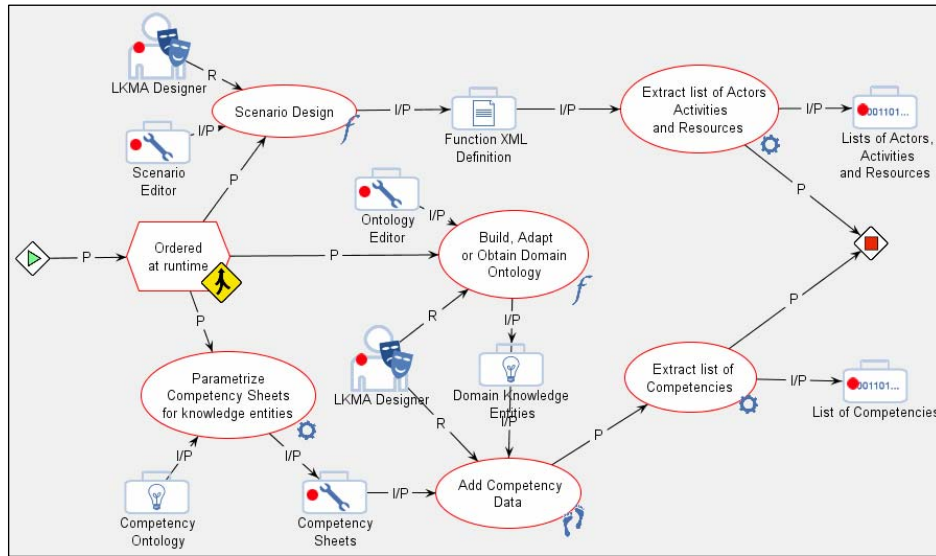 LKMA Designer
R
Scenario Design
I/P
Function XML
Definition
I/P
Extract list of Actors
Activities
and Resources
I/P
001101...
Lists of Actors,
Activities
and Resources
I/P
Scenario
Editor
P
P
Ontology
Editor
I/P
P
Ordered
at runtime
P
Build, Adapt
or Obtain Domain
Ontology
P
R
I/P
P
LKMA Designer
Domain Knowledge
Entities
I/P
R
Parametrize
Competency Sheets
for knowledge entities
Extract list of
Competencies
I/P
001101...
List of Competencies
P
I/P
I/P
Competency
Ontology
Competency
Sheets
I/P
Add Competency
Data